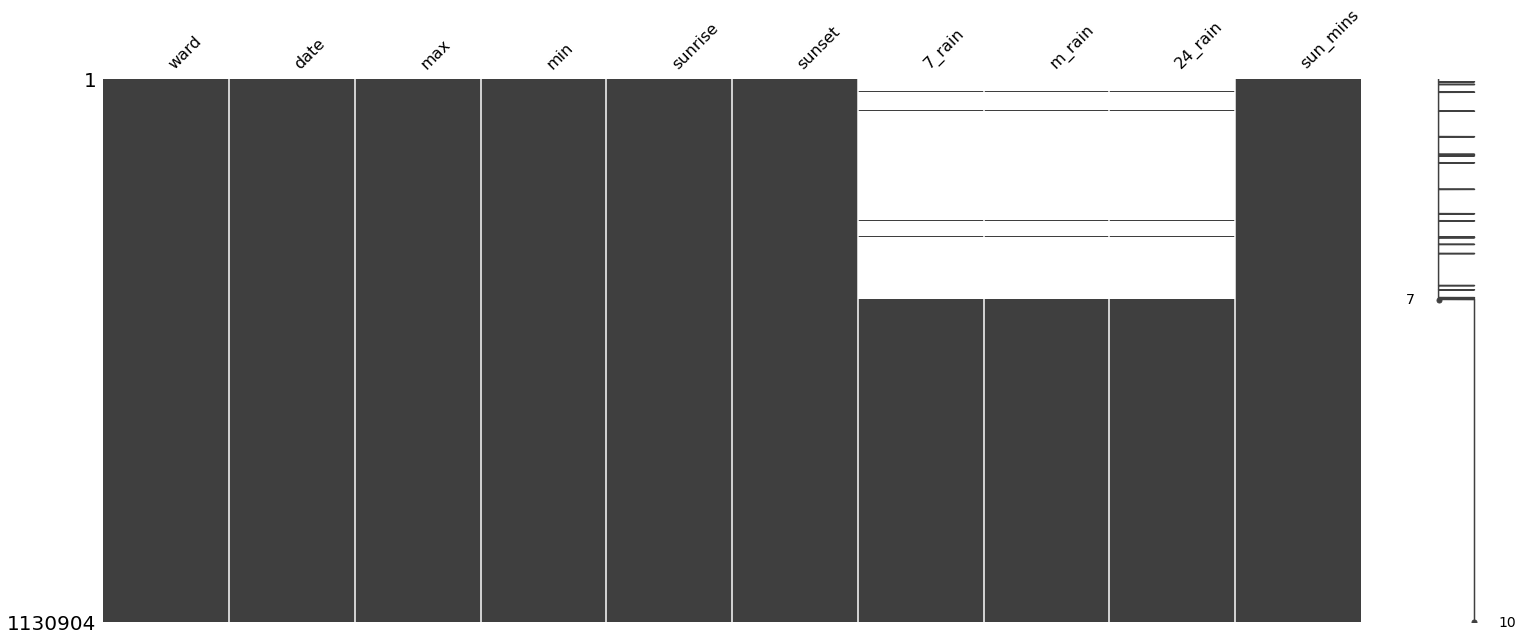 ward date max min sunrise sunset 7_rain m_rain 24_rain sun_mins
1
7
1130904
10